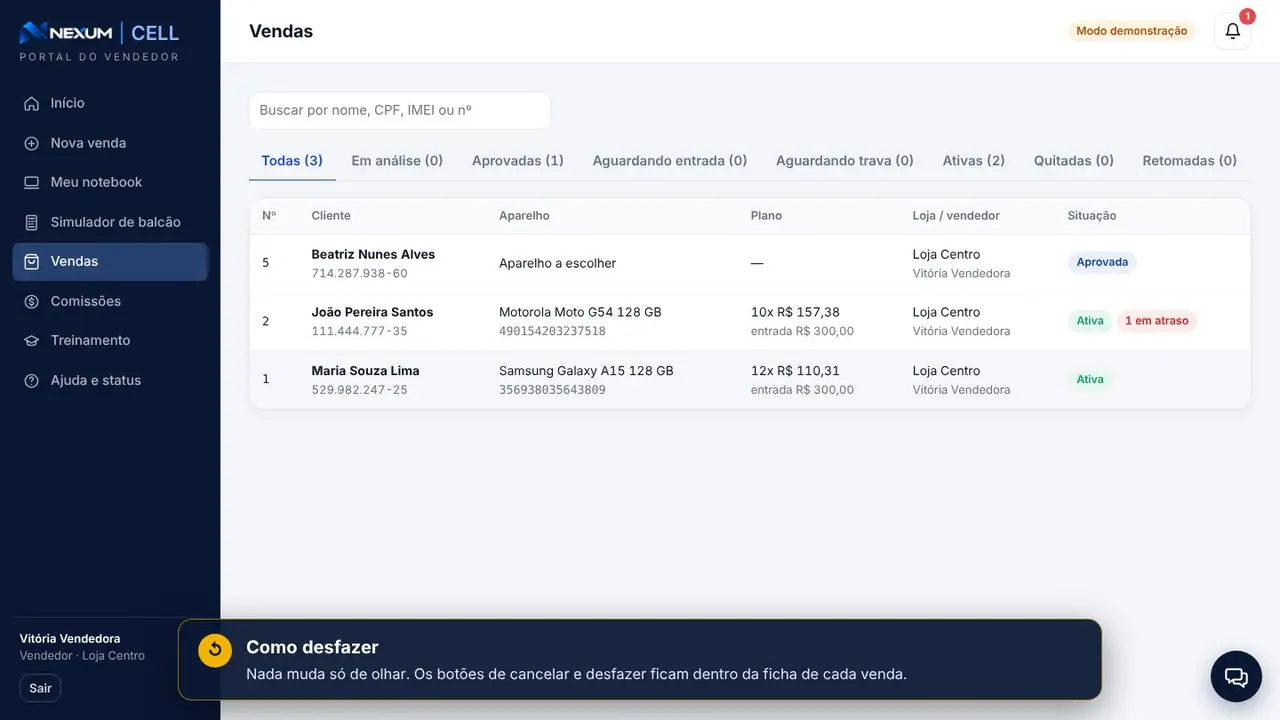 NEXUM | CELL
PORTAL DO VENDEDOR
Início
Nova venda
Meu notebook
Simulador de balcão
Vendas
Comissões
Treinamento
Ajuda e status
Vitória Vendedora
Vendedor · Loja Centro
Sair
Vendas
Modo demonstração
1
Buscar por nome, CPF, IMEI ou nº
Todas (3) Em análise (0) Aprovadas (1) Aguardando entrada (0) Aguardando trava (0) Ativas (2) Quitadas (0) Retomadas (0)
Nº Cliente Aparelho Plano Loja / vendedor Situação
5 Beatriz Nunes Alves Aparelho a escolher — Loja Centro Aprovada
714.287.938-60 Vitória Vendedora
2 João Pereira Santos Motorola Moto G54 128 GB 10x R$ 157,38 Loja Centro Ativa 1 em atraso
111.444.777-35 490154203237518 entrada R$ 300,00 Vitória Vendedora
1 Maria Souza Lima Samsung Galaxy A15 128 GB 12x R$ 110,31 Loja Centro Ativa
529.982.247-25 356938035643809 entrada R$ 300,00 Vitória Vendedora
Como desfazer
Nada muda só de olhar. Os botões de cancelar e desfazer ficam dentro da ficha de cada venda.